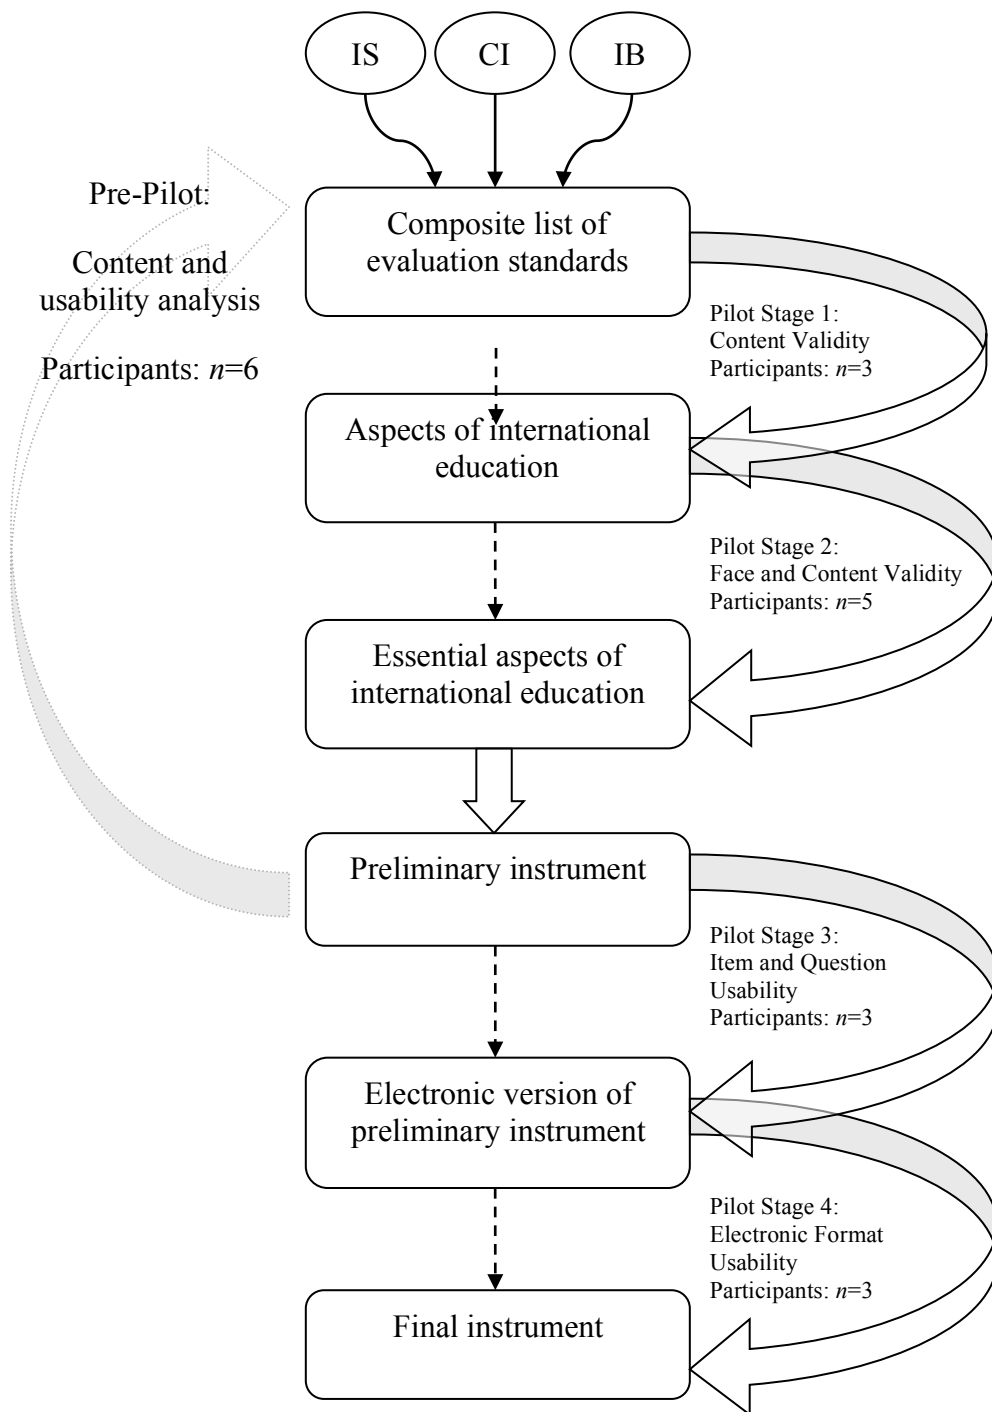 IS
CI
IB
Pre-Pilot:
Content and
usability analysis
Participants: n=6
Composite list of
evaluation standards
Pilot Stage 1:
Content Validity
Participants: n=3
Aspects of international
education
Pilot Stage 2:
Face and Content Validity
Participants: n=5
Essential aspects of
international education
Preliminary instrument
Pilot Stage 3:
Item and Question
Usability
Participants: n=3
Electronic version of
preliminary instrument
Pilot Stage 4:
Electronic Format
Usability
Participants: n=3
Final instrument